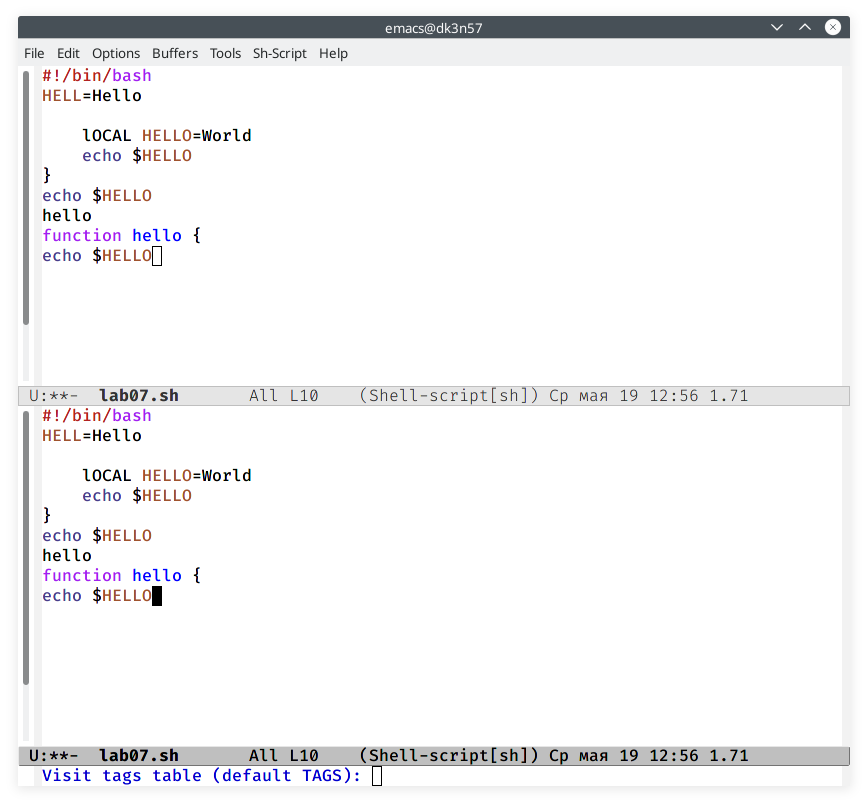 emacs@dk3n57
File Edit Options Buffers Tools Sh-Script Help
#!/bin/bash
HELL=Hello
    lOCAL HELLO=World
    echo $HELLO
}
echo $HELLO
hello
function hello {
echo $HELLO
U:**-  lab07.sh       All L10    (Shell-script[sh]) Ср мая 19 12:56 1.71
#!/bin/bash
HELL=Hello
    lOCAL HELLO=World
    echo $HELLO
}
echo $HELLO
hello
function hello {
echo $HELLO
U:**-  lab07.sh       All L10    (Shell-script[sh]) Ср мая 19 12:56 1.71
Visit tags table (default TAGS):